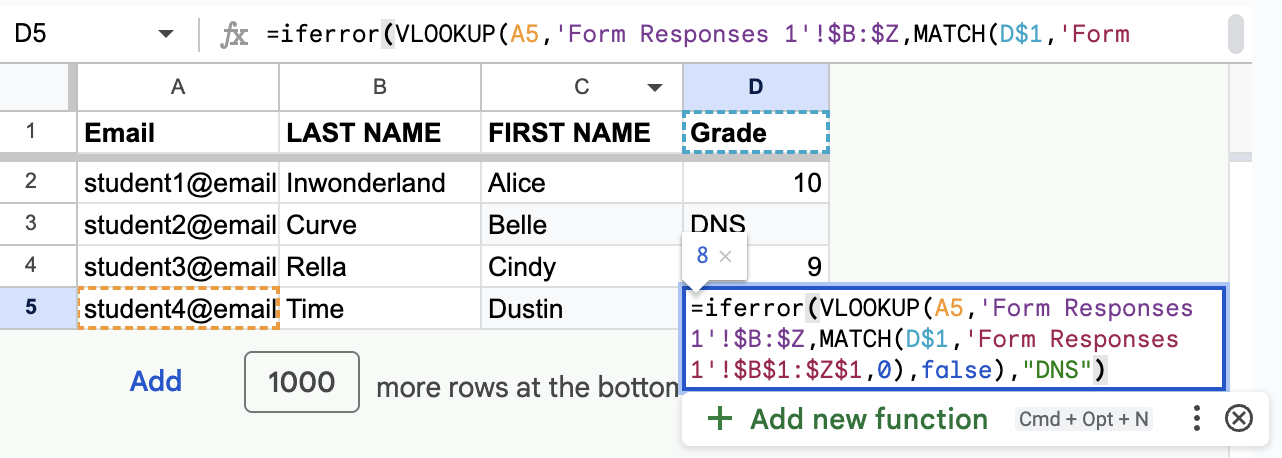 D5 fx =iferror(VLOOKUP(A5,'Form Responses 1'!$B:$Z,MATCH(D$1,'Form
A B C D
1 Email LAST NAME FIRST NAME Grade
2 student1@email Inwonderland Alice 10
3 student2@email Curve Belle DNS
8 ×
4 student3@email Rella Cindy 9
5 student4@email Time Dustin
=iferror(VLOOKUP(A5,'Form Responses
1'!$B:$Z,MATCH(D$1,'Form Responses
1'!$B$1:$Z$1,0),false),"DNS")
Add 1000 more rows at the bottom
+ Add new function Cmd + Opt + N